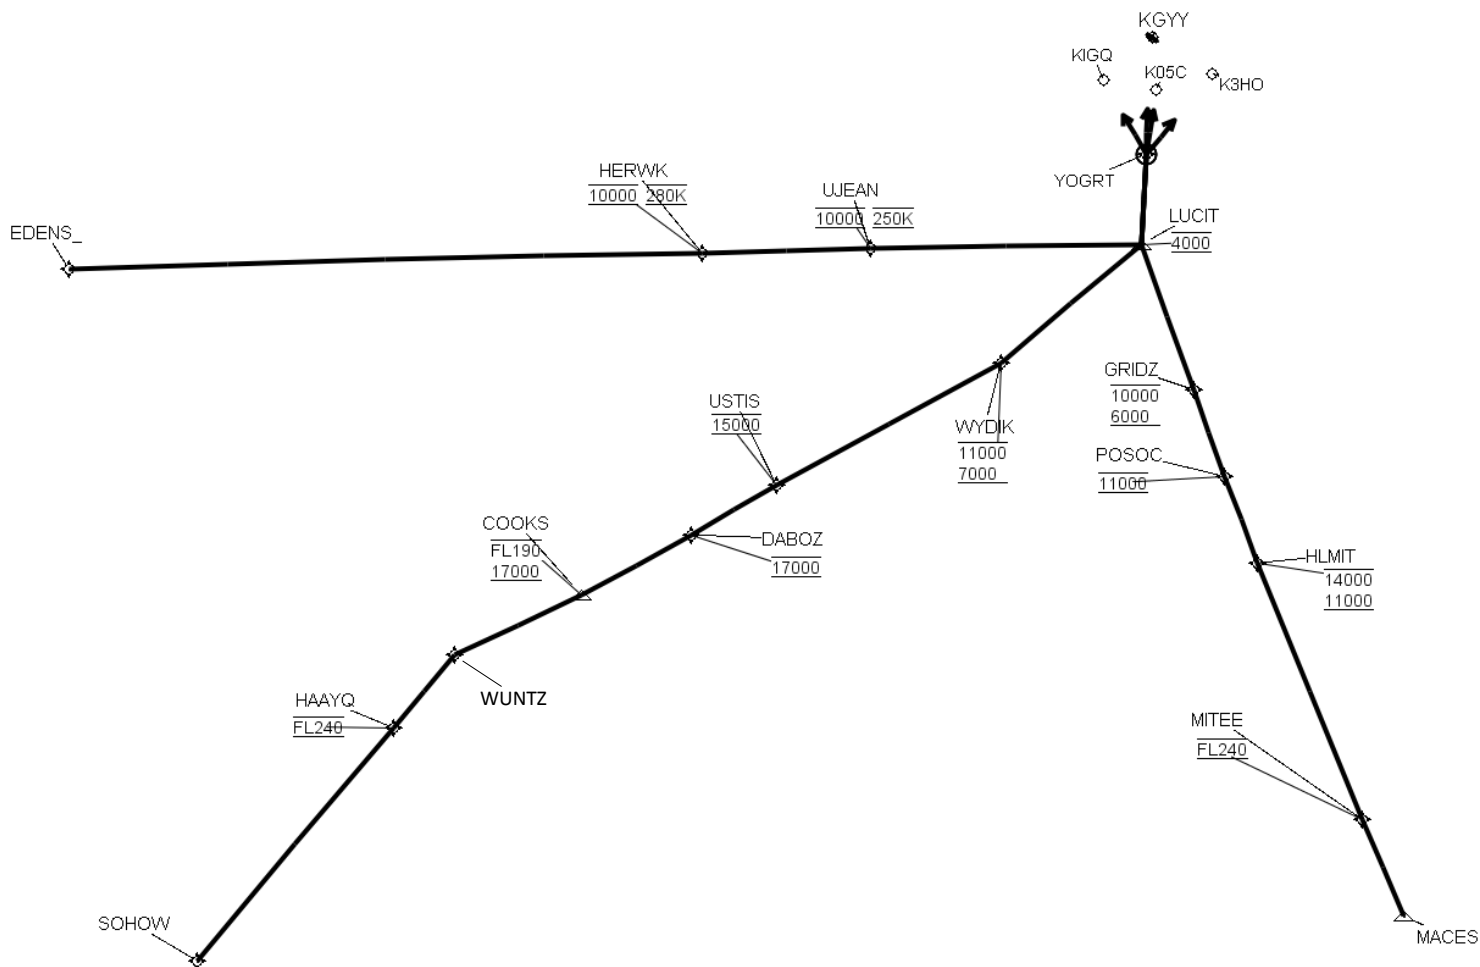 KGYY
KIGQ
K05C
K3HO
YOGRT
HERWK
10000 280K
UJEAN
10000 250K
LUCIT
4000
EDENS_
GRIDZ
10000
6000
USTIS
15000
WYDIK
11000
7000
POSOC
11000
COOKS
FL190
17000
DABOZ
17000
HLMIT
14000
11000
HAAYQ
FL240
WUNTZ
MITEE
FL240
SOHOW
MACES